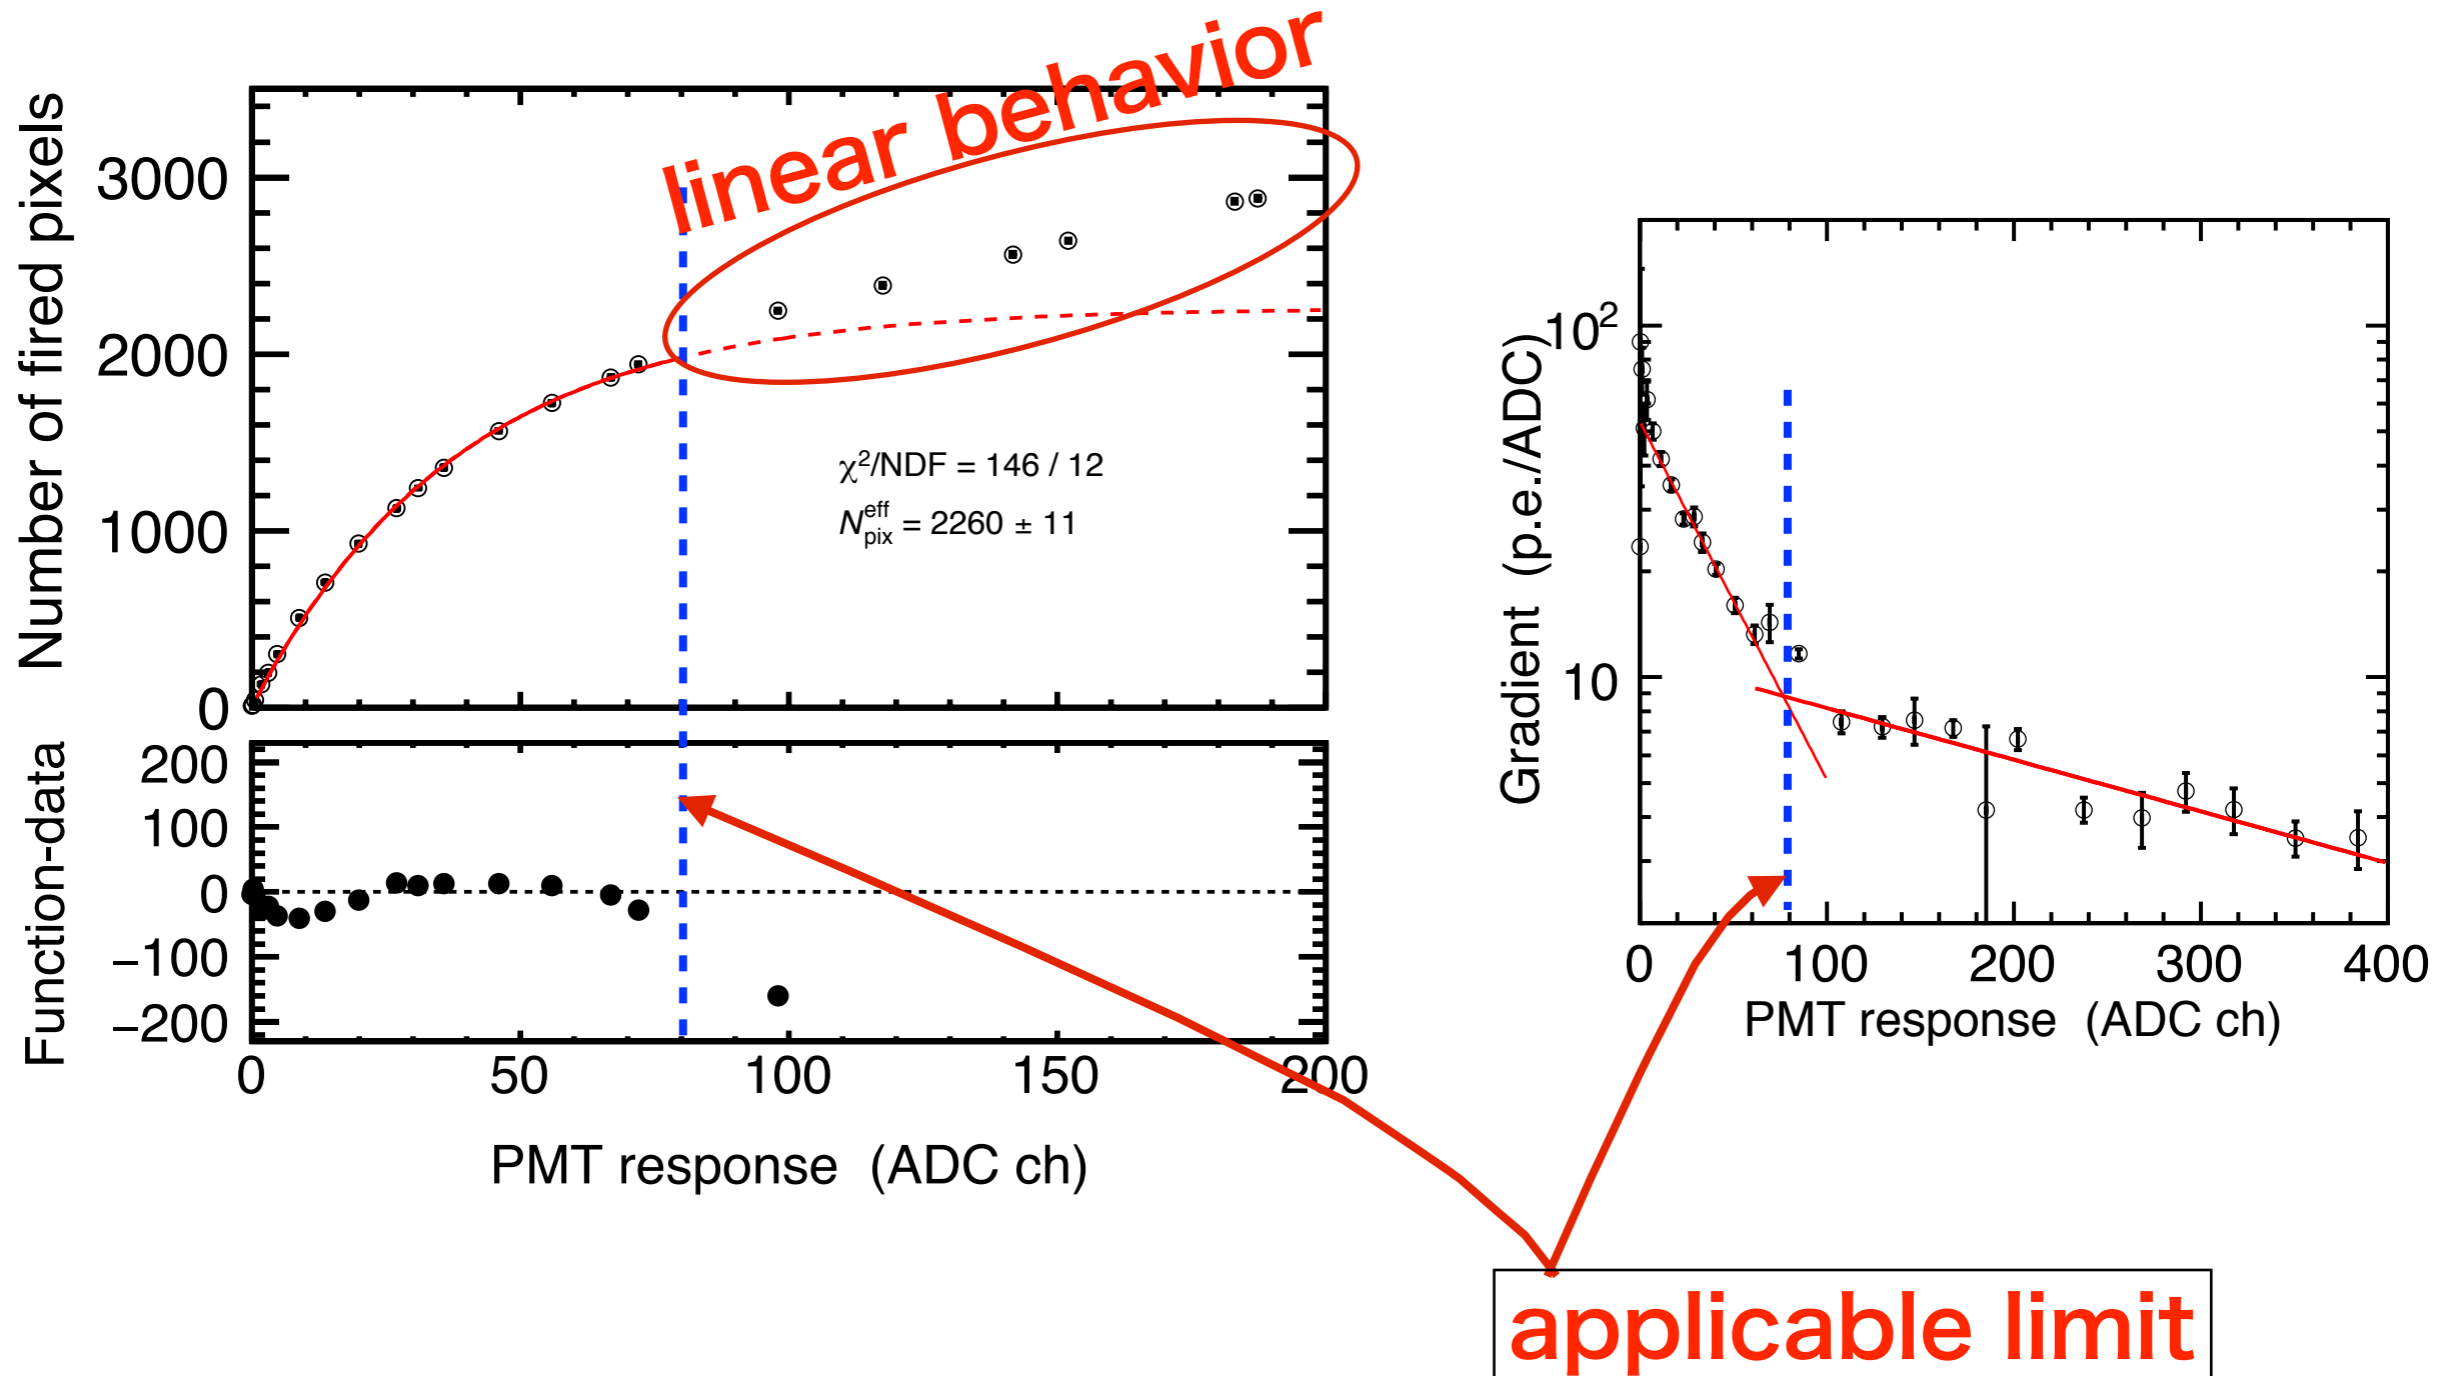 linear behavior
Number of fired pixels
3000
2000
1000
0
χ²/NDF = 146 / 12
N_pix^eff = 2260 ± 11
Function-data
200
100
0
−100
−200
0 50 100 150 200
PMT response (ADC ch)
Gradient (p.e./ADC)
10²
10
0 100 200 300 400
PMT response (ADC ch)
applicable limit